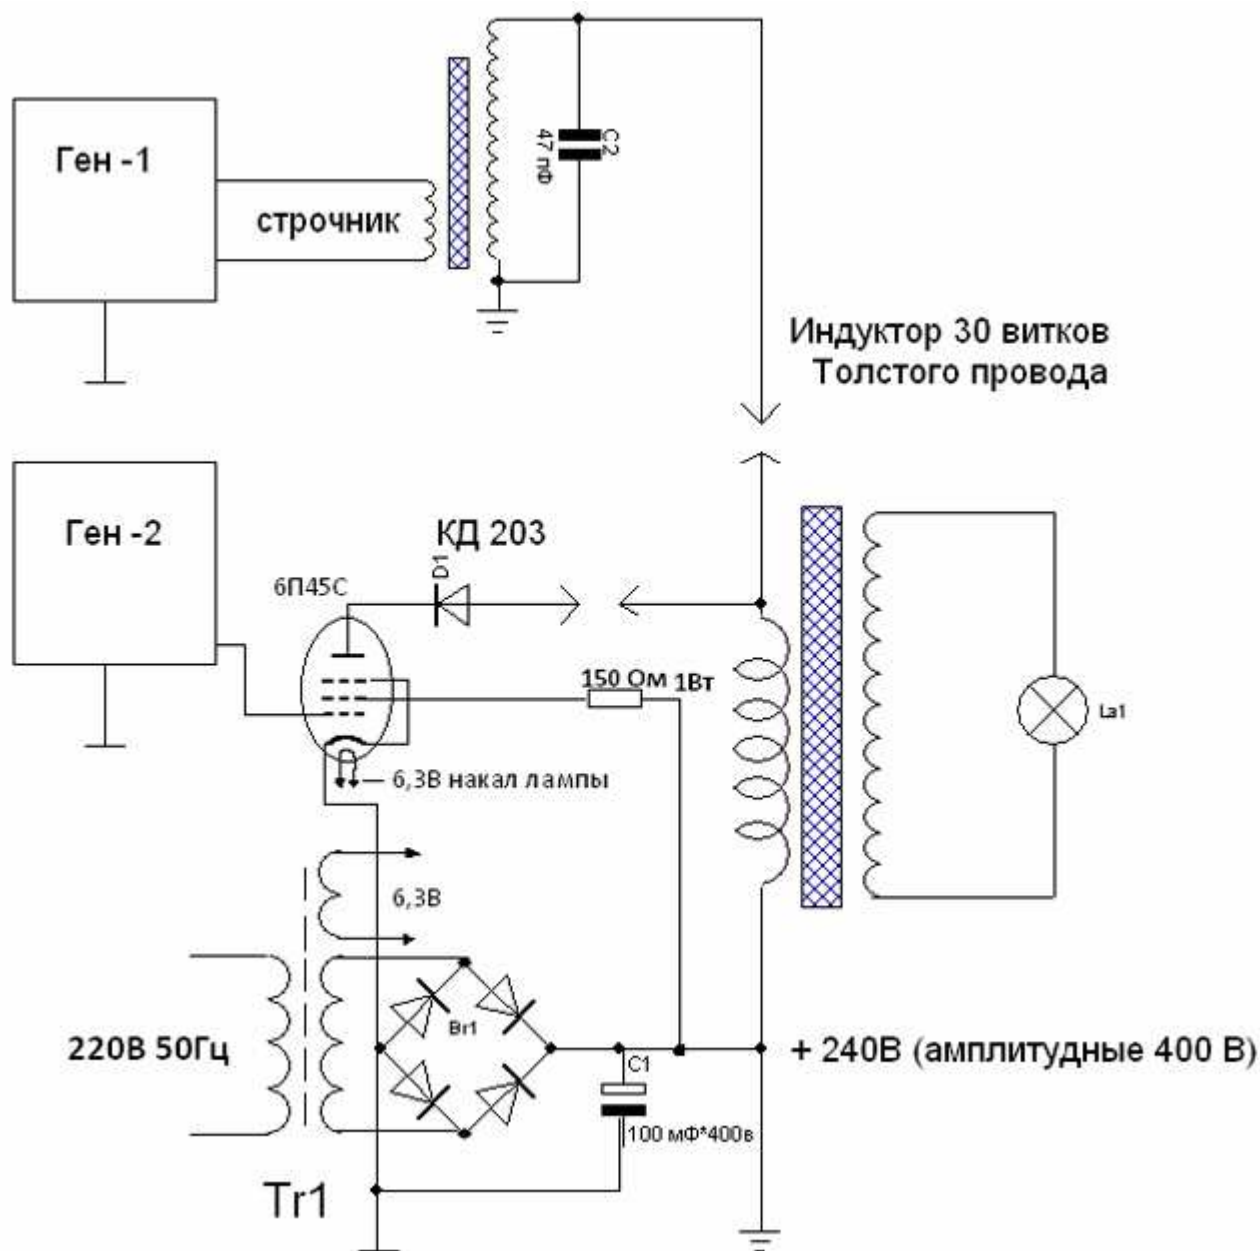 Ген -1
строчник
C2
47 пФ
Индуктор 30 витков
Толстого провода
Ген -2
КД 203
D1
6П45С
150 Ом 1Вт
La1
6,3В накал лампы
6,3В
Br1
220В 50Гц
+ 240В (амплитудные 400 В)
C1
100 мФ*400в
Tr1